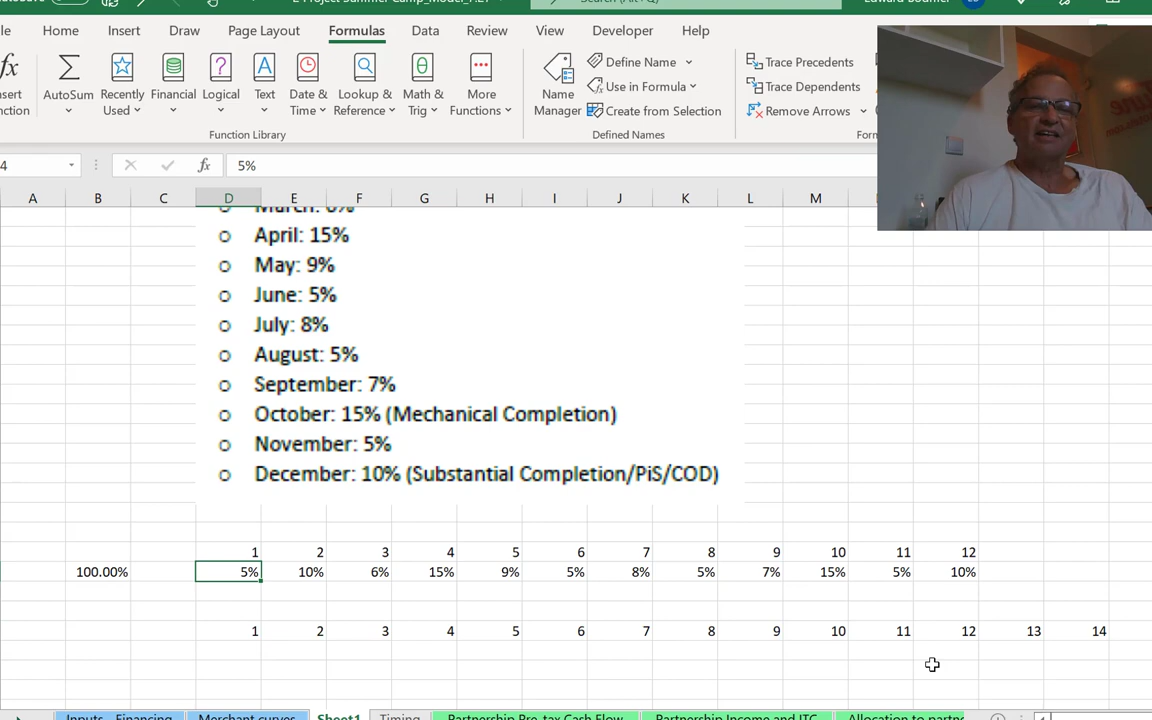 File Home Insert Draw Page Layout Formulas Data Review View Developer Help
AutoSum Recently Used Financial Logical Text Date & Time Lookup & Reference Math & Trig More Functions
Function Library
Name Manager
Define Name
Use in Formula
Create from Selection
Defined Names
Trace Precedents
Trace Dependents
Remove Arrows
fx 5%
A B C D E F G H I J K L M
April: 15%
May: 9%
June: 5%
July: 8%
August: 5%
September: 7%
October: 15% (Mechanical Completion)
November: 5%
December: 10% (Substantial Completion/PiS/COD)
1 2 3 4 5 6 7 8 9 10 11 12
100.00% 5% 10% 6% 15% 9% 5% 8% 5% 7% 15% 5% 10%
1 2 3 4 5 6 7 8 9 10 11 12 13 14
Inputs - Financing Merchant curves Sheet1 Timing Partnership Pre-tax Cash Flow Partnership Income and ITC